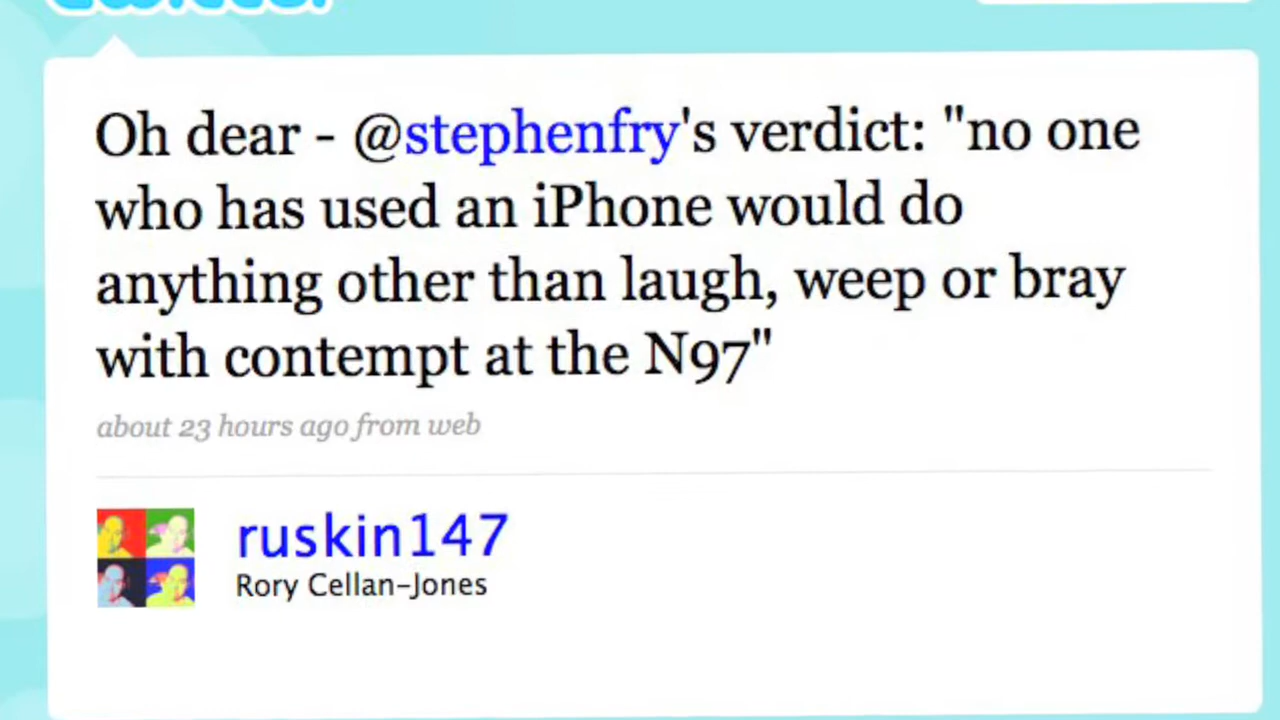 Oh dear - @stephenfry's verdict: "no one
who has used an iPhone would do
anything other than laugh, weep or bray
with contempt at the N97"
about 23 hours ago from web
ruskin147
Rory Cellan-Jones